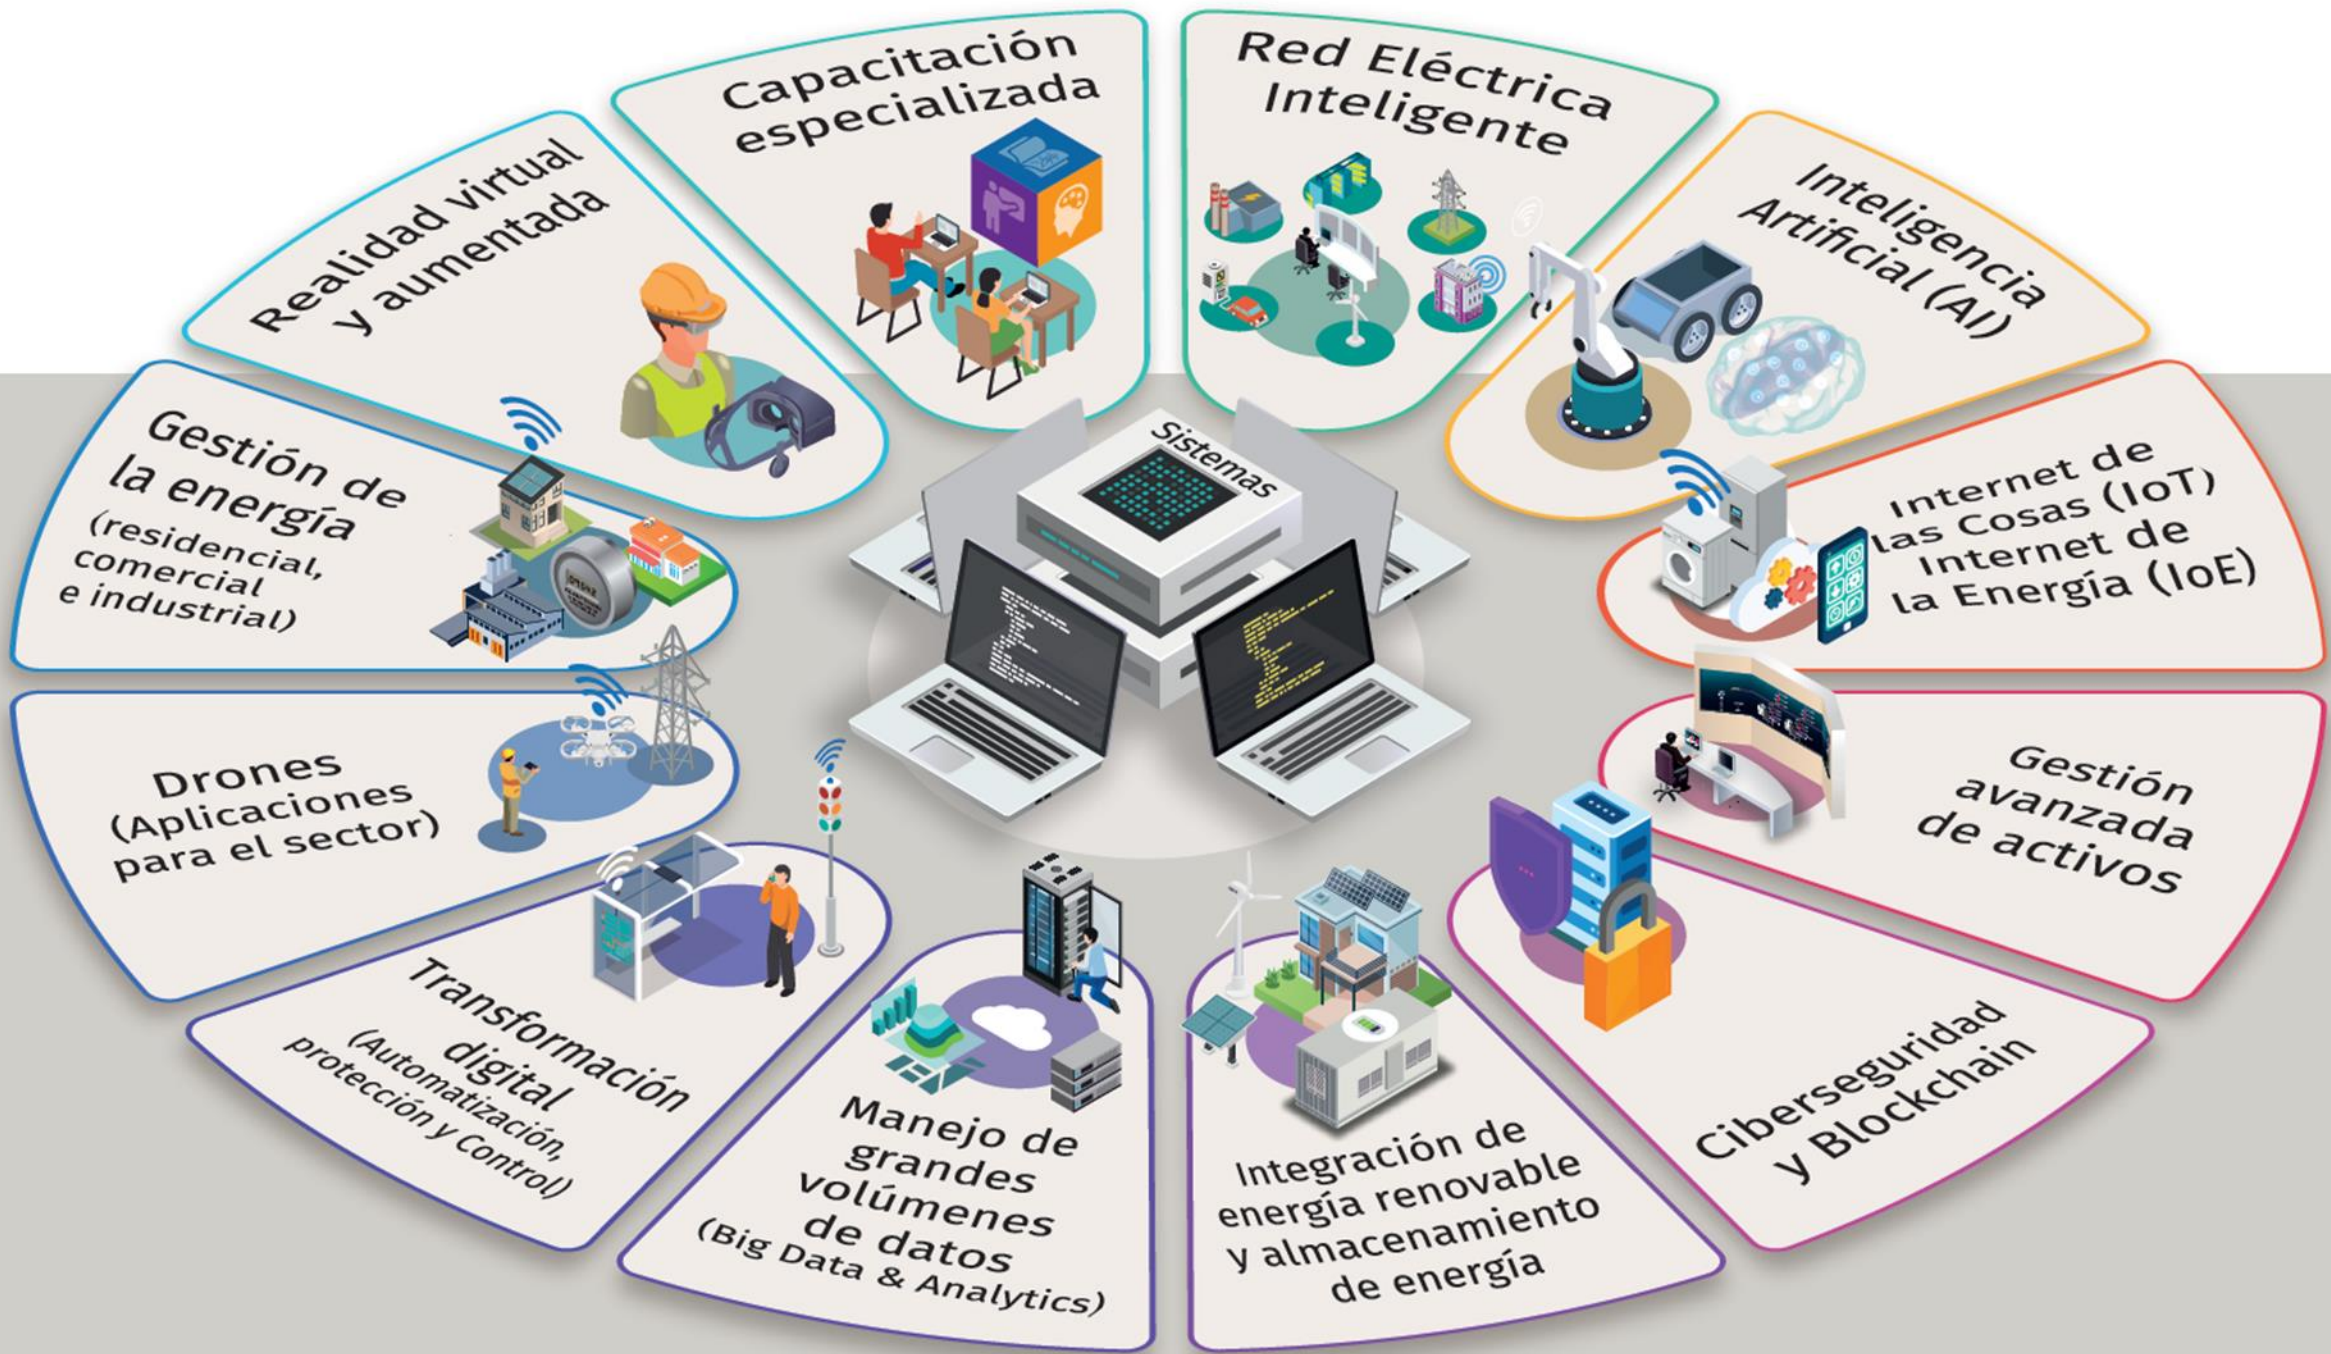 Capacitación
especializada
Red Eléctrica
Inteligente
Inteligencia
Artificial (AI)
Internet de
las Cosas (IoT)
Internet de
la Energía (IoE)
Gestión
avanzada
de activos
Ciberseguridad
y Blockchain
Integración de
energía renovable
y almacenamiento
de energía
Manejo de
grandes
volúmenes
de datos
(Big Data & Analytics)
Transformación
digital
(Automatización,
protección y Control)
Drones
(Aplicaciones
para el sector)
Gestión de
la energía
(residencial,
comercial
e industrial)
Realidad virtual
y aumentada
Sistemas